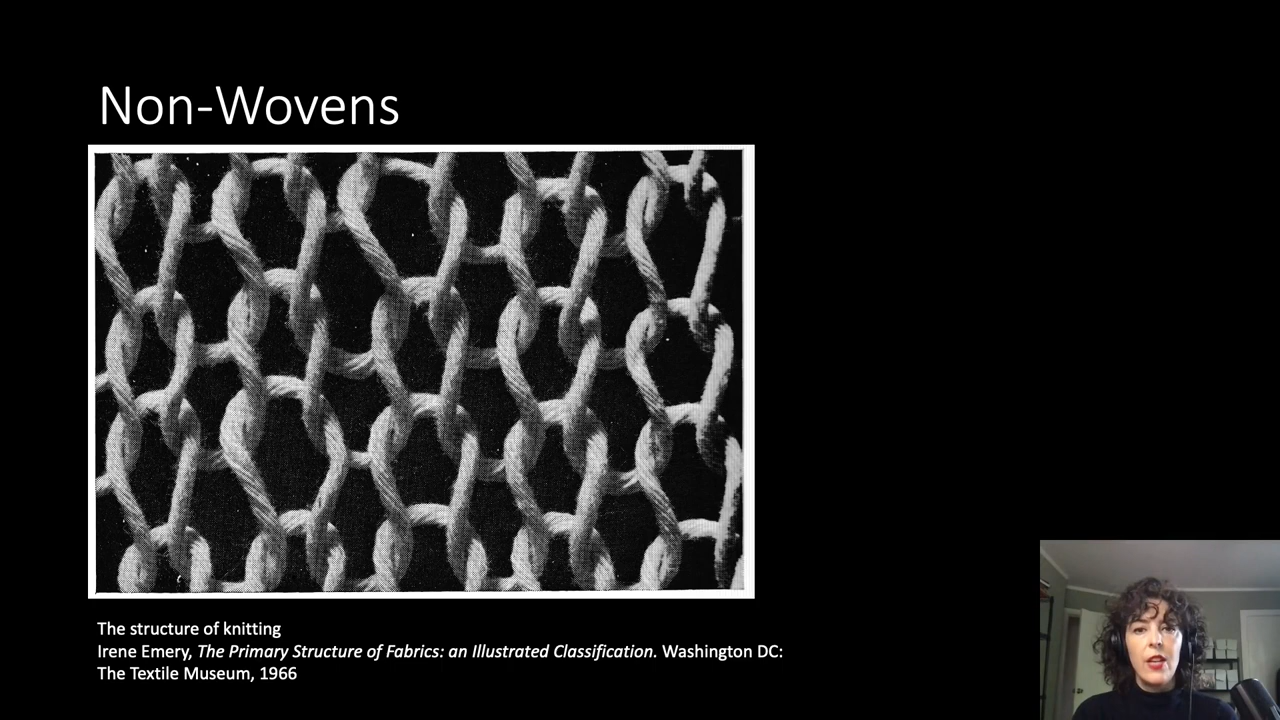 Non-Wovens
The structure of knitting
Irene Emery, The Primary Structure of Fabrics: an Illustrated Classification. Washington DC:
The Textile Museum, 1966